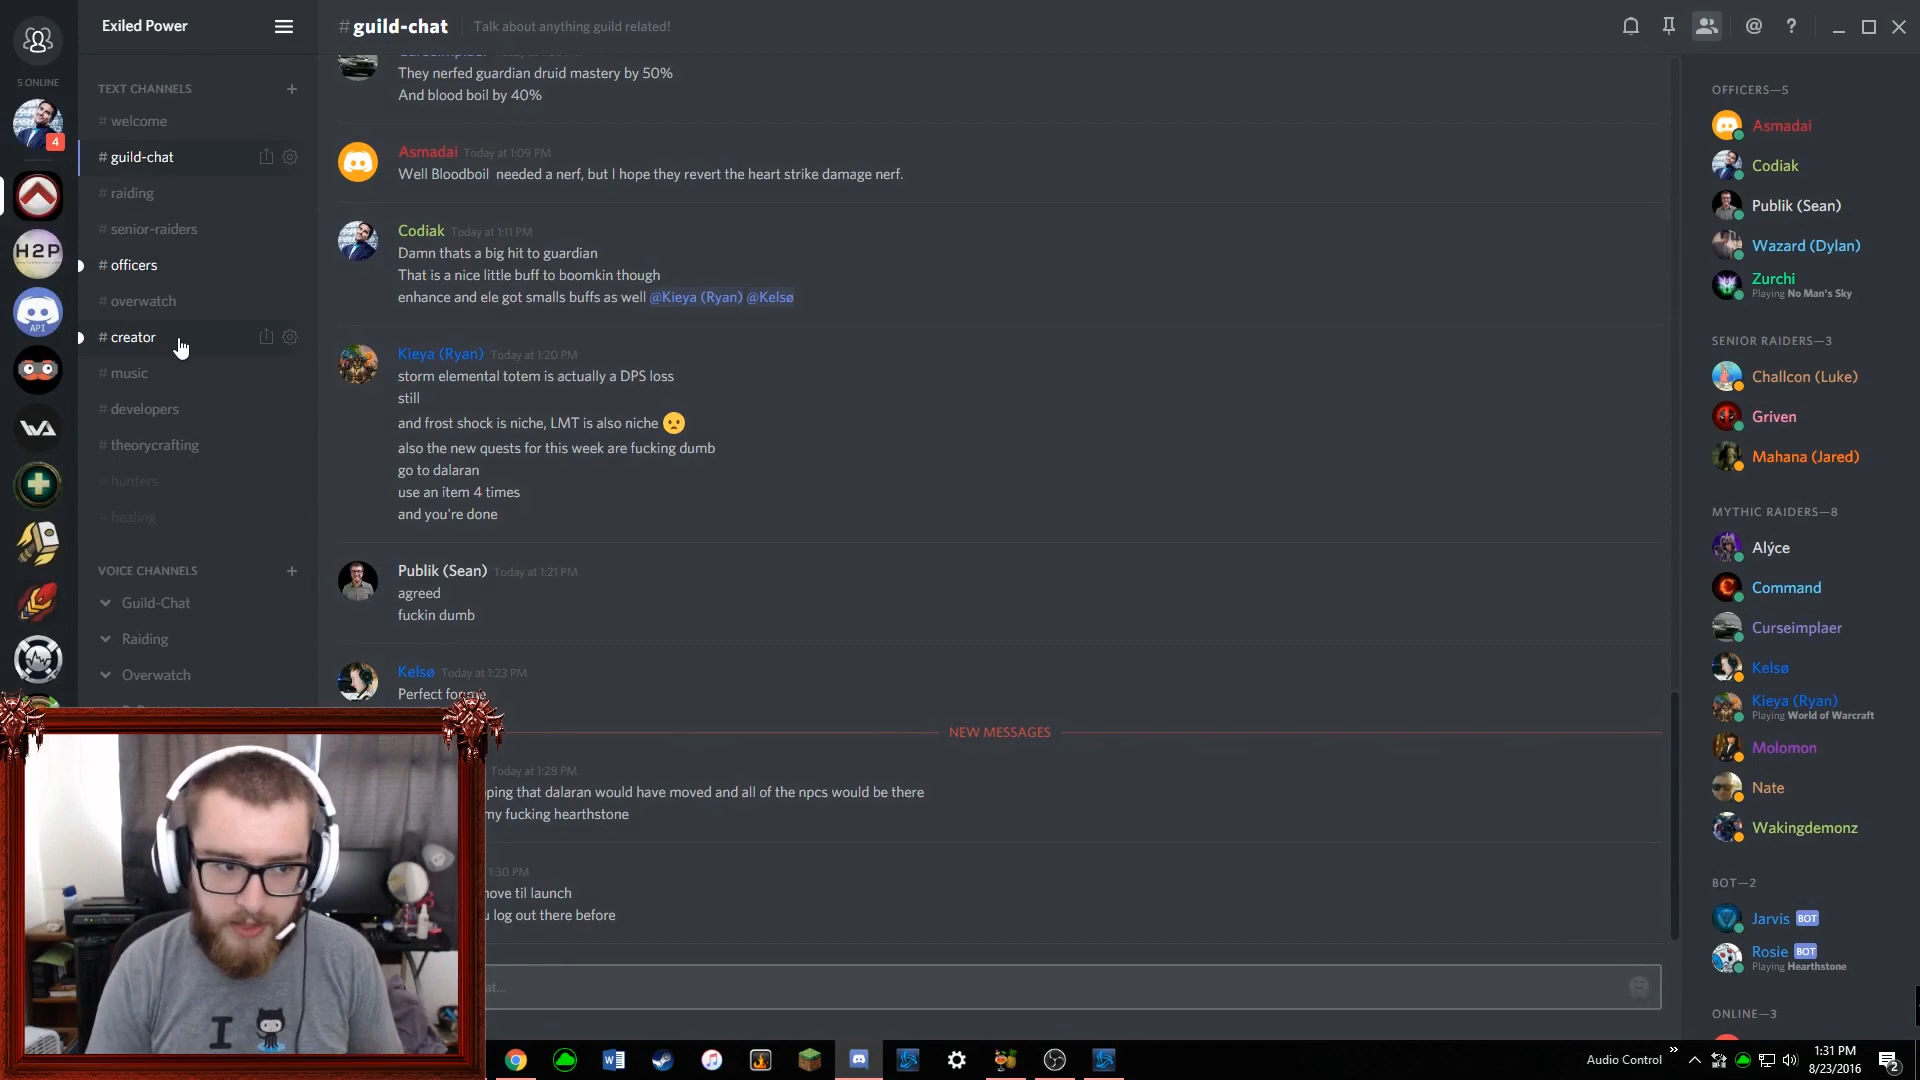 Exiled Power
#guild-chat
Talk about anything guild related!
5 ONLINE
4
H2P
API
TEXT CHANNELS
# welcome
# guild-chat
# raiding
# senior-raiders
# officers
# overwatch
# creator
# music
# developers
# theorycrafting
# hunters
# healing
VOICE CHANNELS
Guild-Chat
Raiding
Overwatch
They nerfed guardian druid mastery by 50%
And blood boil by 40%
Asmadai Today at 1:09 PM
Well Bloodboil needed a nerf, but I hope they revert the heart strike damage nerf.
Codiak Today at 1:11 PM
Damn thats a big hit to guardian
That is a nice little buff to boomkin though
enhance and ele got smalls buffs as well @Kieya (Ryan) @Kelsø
Kieya (Ryan) Today at 1:20 PM
storm elemental totem is actually a DPS loss
still
and frost shock is niche, LMT is also niche
also the new quests for this week are fucking dumb
go to dalaran
use an item 4 times
and you're done
Publik (Sean) Today at 1:21 PM
agreed
fuckin dumb
Kelsø Today at 1:23 PM
Perfect for me
NEW MESSAGES
Today at 1:28 PM
ping that dalaran would have moved and all of the npcs would be there
my fucking hearthstone
1:30 PM
move til launch
log out there before
OFFICERS—5
Asmadai
Codiak
Publik (Sean)
Wazard (Dylan)
Zurchi
Playing No Man's Sky
SENIOR RAIDERS—3
Challcon (Luke)
Griven
Mahana (Jared)
MYTHIC RAIDERS—8
Alýce
Command
Curseimplaer
Kelsø
Kieya (Ryan)
Playing World of Warcraft
Molomon
Nate
Wakingdemonz
BOT—2
Jarvis BOT
Rosie BOT
Playing Hearthstone
ONLINE—3
I
Audio Control
1:31 PM
8/23/2016
2